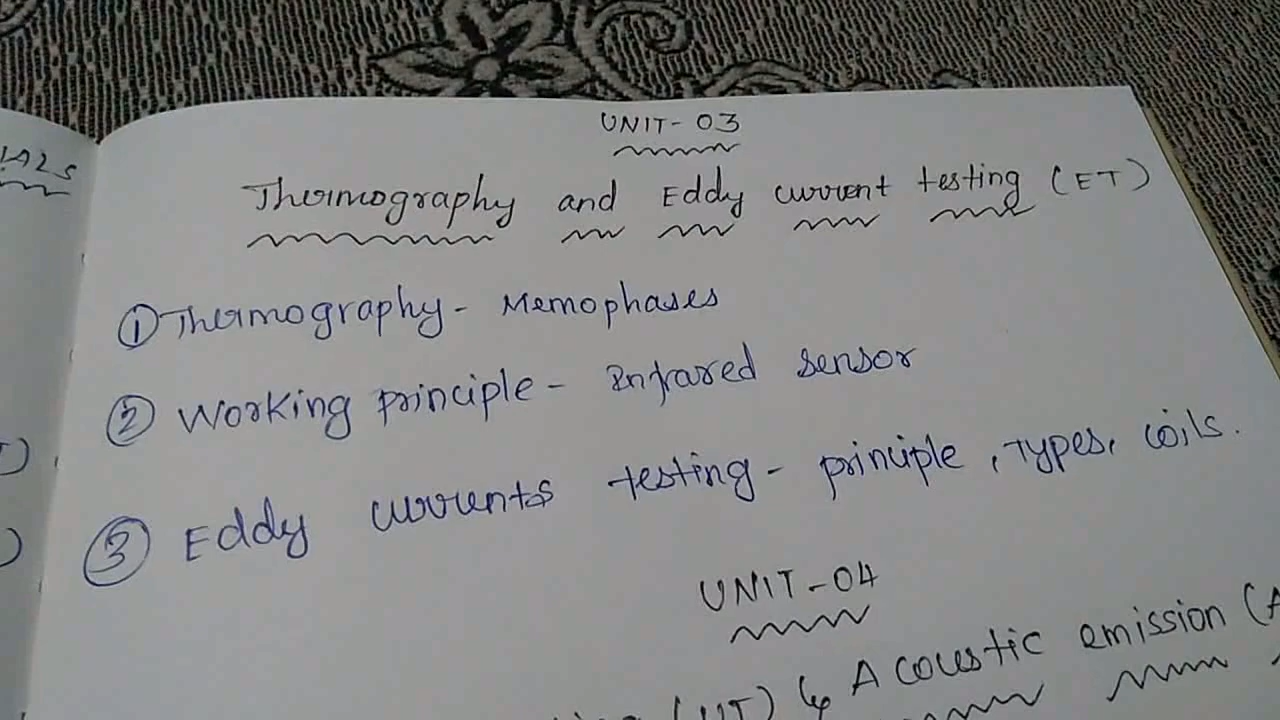 UNIT-03
Thermography and Eddy current testing (ET)
① Thermography - Memophases
② Working principle - Infrared sensor
③ Eddy currents testing - principle, Types, coils.
UNIT-04
(UT) & Acoustic emission (A